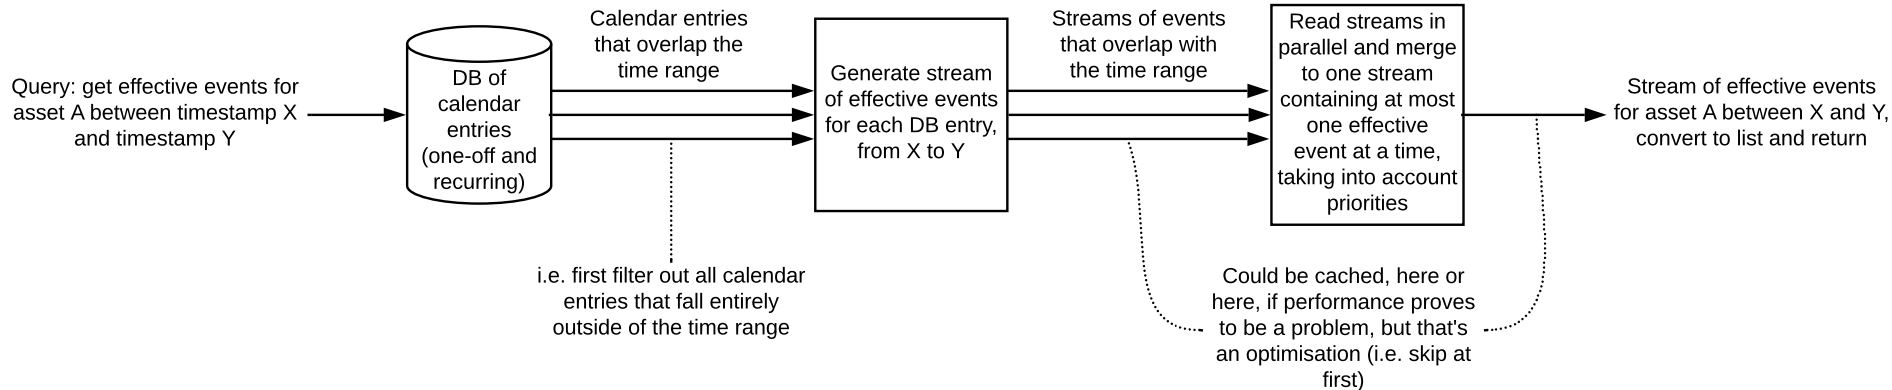 Query: get effective events for
asset A between timestamp X
and timestamp Y
DB of
calendar
entries
(one-off and
recurring)
Calendar entries
that overlap the
time range
i.e. first filter out all calendar
entries that fall entirely
outside of the time range
Generate stream
of effective events
for each DB entry,
from X to Y
Streams of events
that overlap with
the time range
Read streams in
parallel and merge
to one stream
containing at most
one effective
event at a time,
taking into account
priorities
Could be cached, here or
here, if performance proves
to be a problem, but that's
an optimisation (i.e. skip at
first)
Stream of effective events
for asset A between X and Y,
convert to list and return